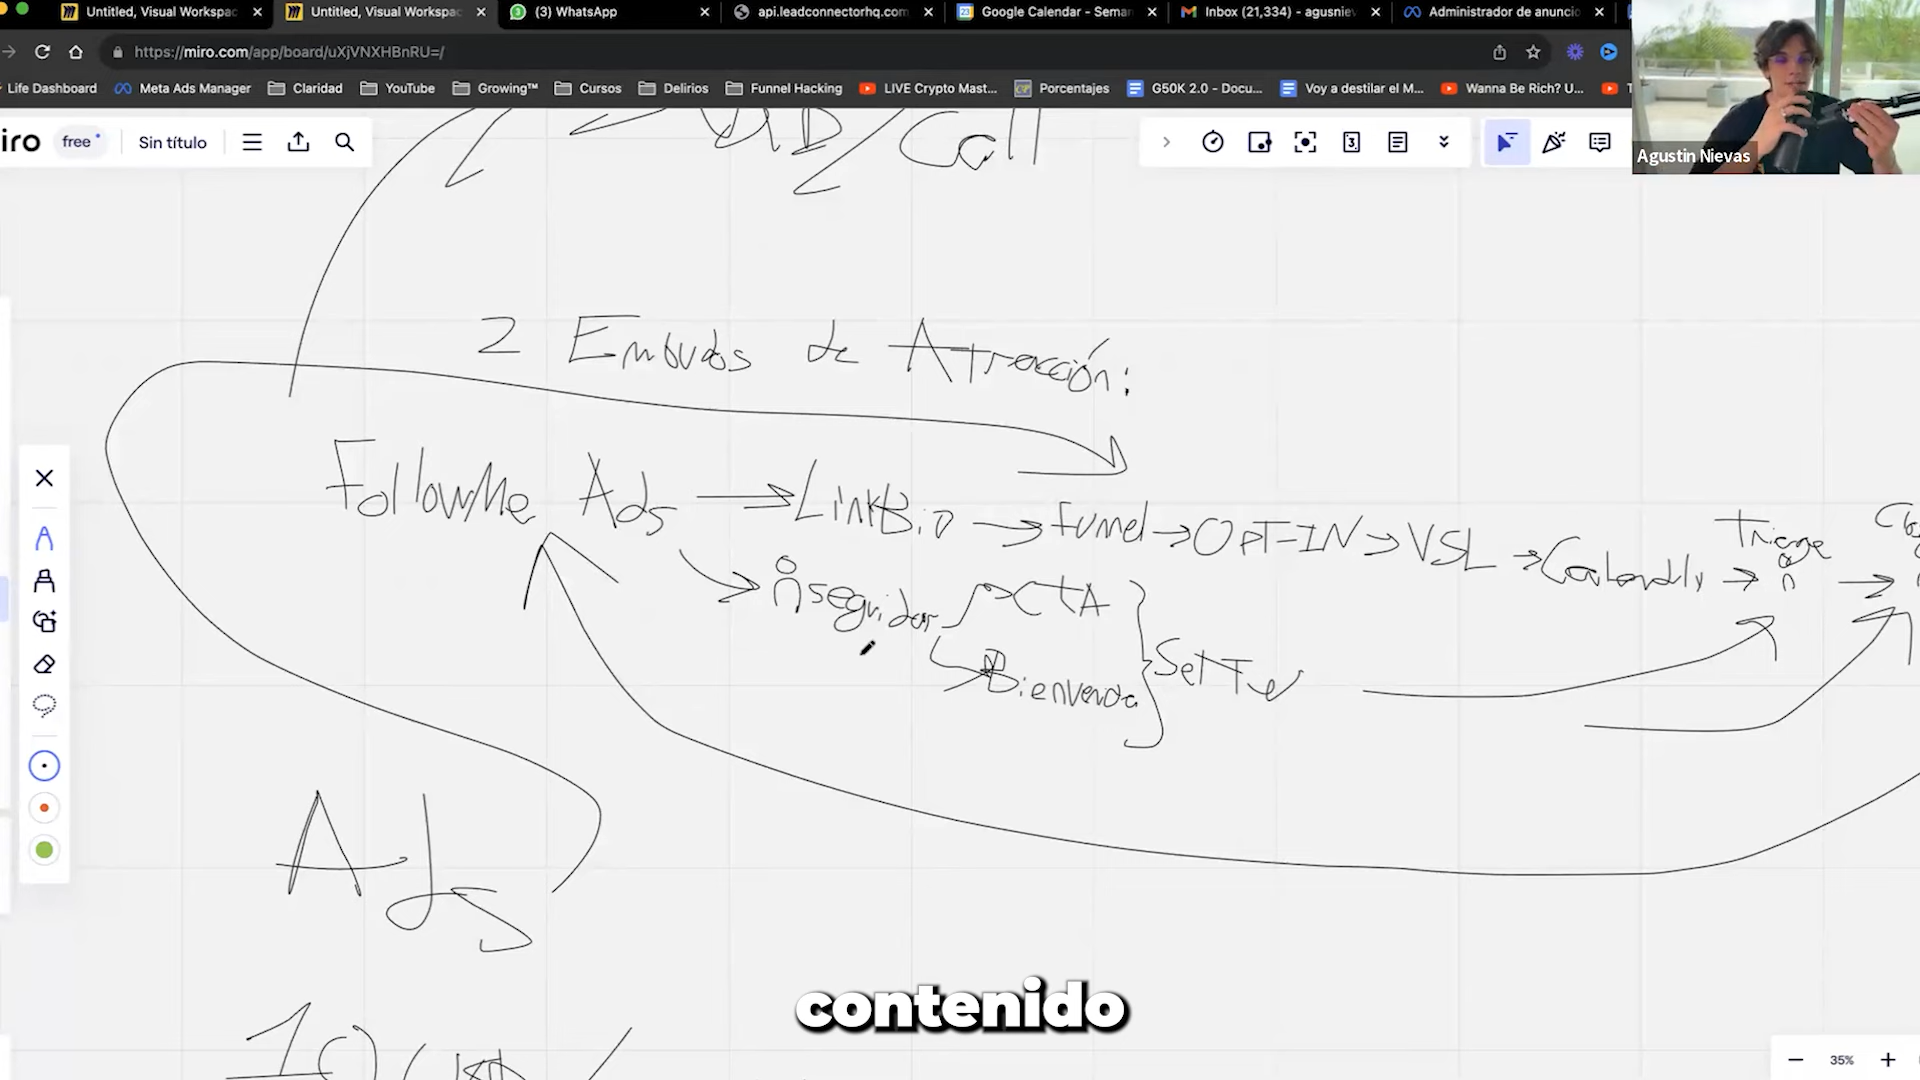 Untitled, Visual Workspac
Untitled, Visual Workspac
(3) WhatsApp
api.leadconnectorhq.com
Google Calendar - Seman
Inbox (21,334) - agusniev
Administrador de anuncio
https://miro.com/app/board/uXjVNXHBnRU=/
Life Dashboard
Meta Ads Manager
Claridad
YouTube
Growing™
Cursos
Delirios
Funnel Hacking
LIVE Crypto Mast...
Porcentajes
G50K 2.0 - Docu...
Voy a destilar el M...
Wanna Be Rich? U...
iro
free
Sin título
Agustin Nievas
/Call
2 Embudos de Atracción:
FollowMe Ads
LinkBio
Funnel
OPT-IN
VSL
Calendly
Triage
seguidor
CTA
Bienvenida
Setter
Ads
contenido
35%